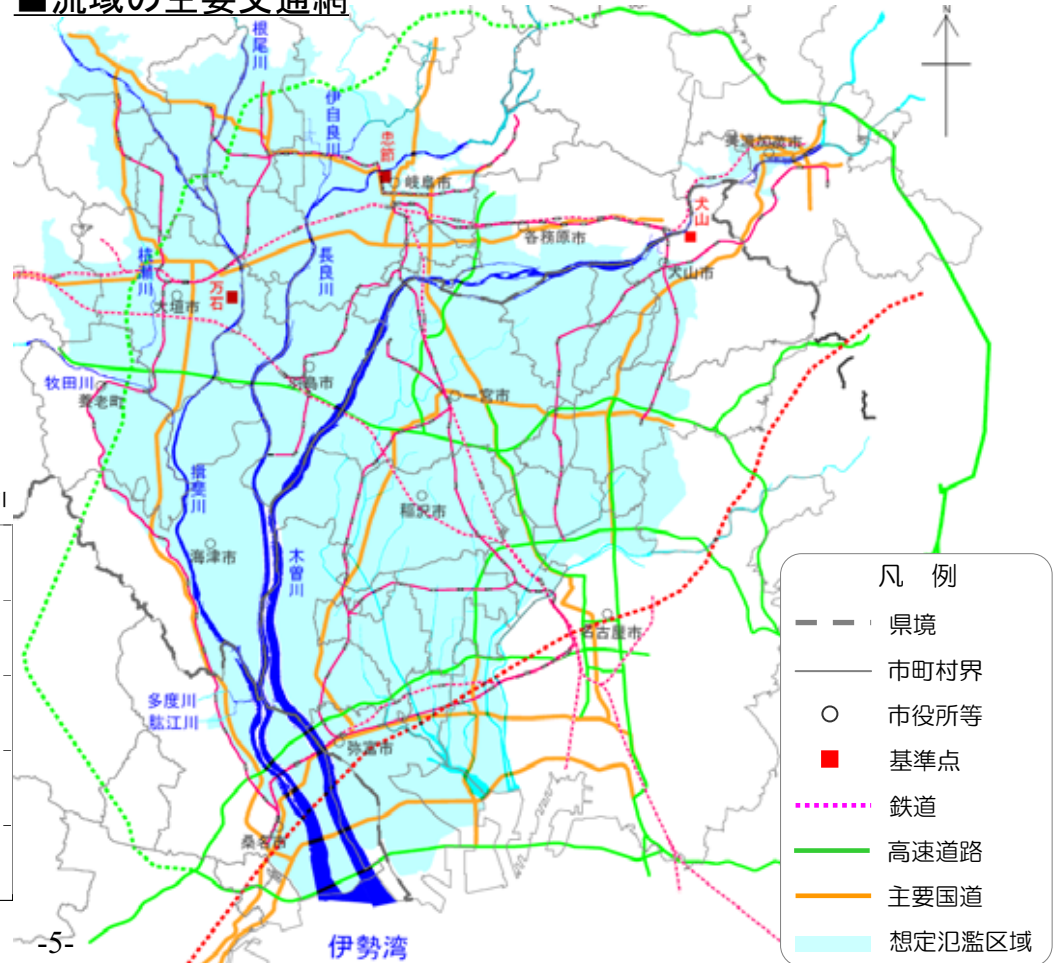 ■流域の主要交通網
N
根尾川
伊自良川
忠節
岐阜市
美濃加茂市
犬山
各務原市
犬山市
杭瀬川
万石
大垣市
長良川
牧田川
養老町
羽島市
一宮市
揖斐川
稲沢市
海津市
木曽川
名古屋市
多度川
肱江川
弥富市
桑名市
伊勢湾
凡 例
県境
市町村界
市役所等
基準点
鉄道
高速道路
主要国道
想定氾濫区域
-5-